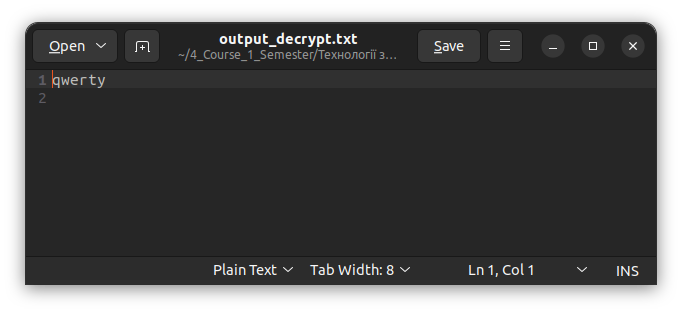 Open
output_decrypt.txt
~/4_Course_1_Semester/Технології з…
Save
1 qwerty
2
Plain Text Tab Width: 8 Ln 1, Col 1 INS